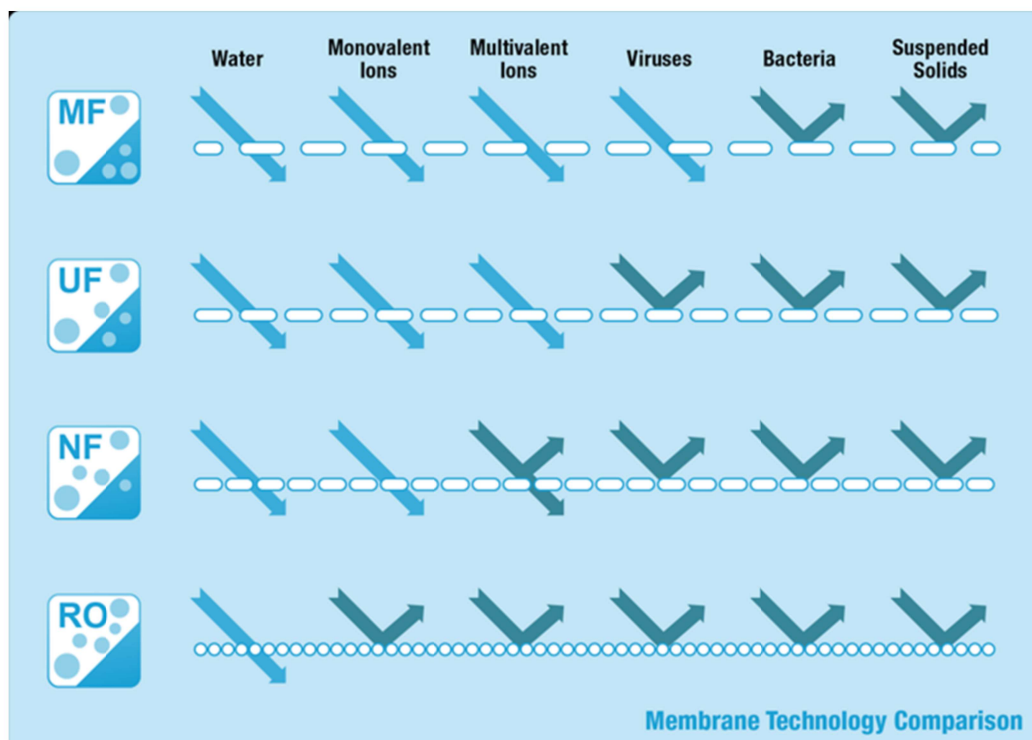 Water
Monovalent
Ions
Multivalent
Ions
Viruses
Bacteria
Suspended
Solids
MF
UF
NF
RO
Membrane Technology Comparison